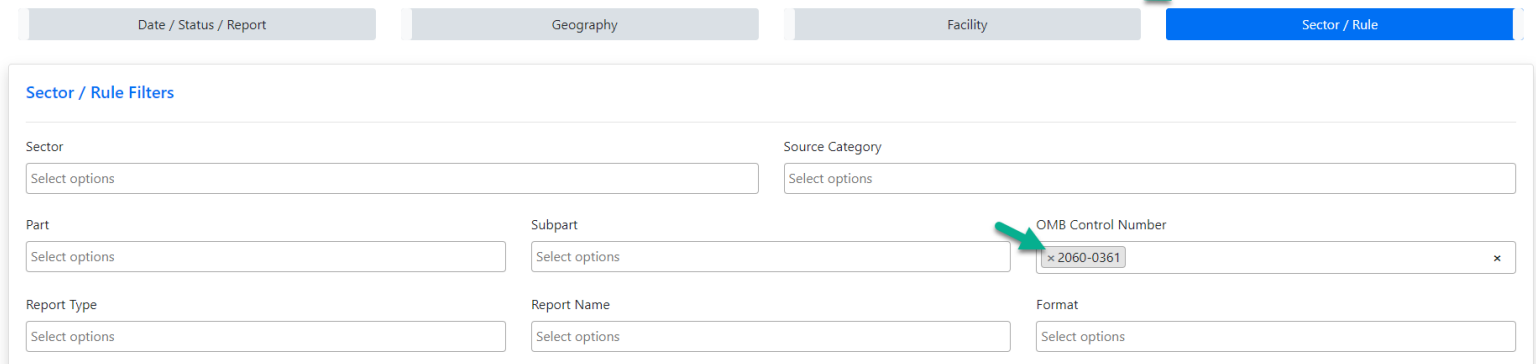 Date / Status / Report Geography Facility Sector / Rule
Sector / Rule Filters
Sector Source Category
Select options Select options
Part Subpart OMB Control Number
Select options Select options × 2060-0361 ×
Report Type Report Name Format
Select options Select options Select options